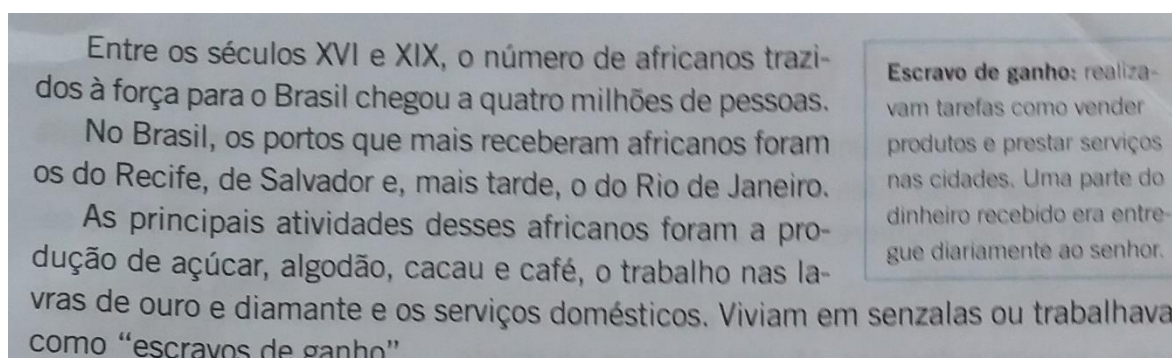 Entre os séculos XVI e XIX, o número de africanos trazi-
dos à força para o Brasil chegou a quatro milhões de pessoas.
No Brasil, os portos que mais receberam africanos foram
os do Recife, de Salvador e, mais tarde, o do Rio de Janeiro.
As principais atividades desses africanos foram a pro-
dução de açúcar, algodão, cacau e café, o trabalho nas la-
vras de ouro e diamante e os serviços domésticos. Viviam em senzalas ou trabalhava
como “escravos de ganho”
Escravo de ganho: realiza-
vam tarefas como vender
produtos e prestar serviços
nas cidades. Uma parte do
dinheiro recebido era entre-
gue diariamente ao senhor.